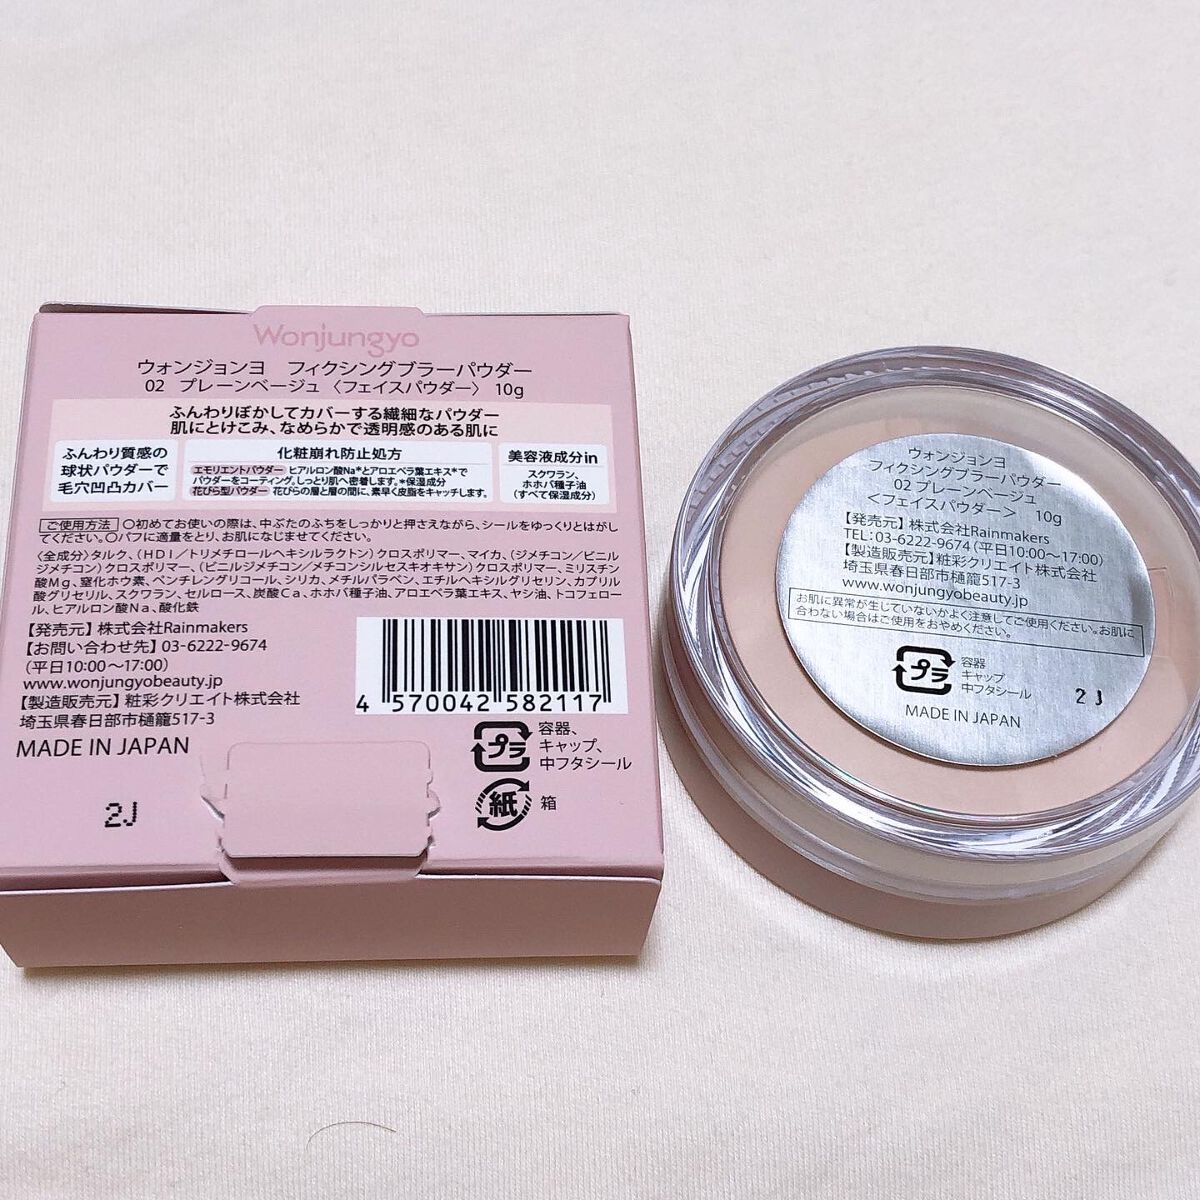 Wonjungyo
ウォンジョンヨ フィクシングブラーパウダー
02 プレーンベージュ 〈フェイスパウダー〉 10g
ふんわりぼかしてカバーする繊細なパウダー
肌にとけこみ、なめらかで透明感のある肌に
ふんわり質感の
球状パウダーで
毛穴凹凸カバー
化粧崩れ防止処方
エモリエントパウダー ヒアルロン酸Na*とアロエベラ葉エキス*で
パウダーをコーティング。しっとり肌へ密着します。*保湿成分
花びら型パウダー 花びらの層と層の間に、素早く皮脂をキャッチします。
美容液成分in
スクワラン、
ホホバ種子油
(すべて保湿成分)
ご使用方法 〇初めてお使いの際は、中ぶたのふちをしっかりと押さえながら、シールをゆっくりとはがし
てください。〇パフに適量をとり、お肌になじませてください。
〈全成分〉タルク、(HDI/トリメチロールヘキシルラクトン)クロスポリマー、マイカ、(ジメチコン/ビニル
ジメチコン)クロスポリマー、(ビニルジメチコン/メチコンシルセスキオキサン)クロスポリマー、ミリスチン
酸Mg、窒化ホウ素、ペンチレングリコール、シリカ、メチルパラベン、エチルヘキシルグリセリン、カプリル
酸グリセリル、スクワラン、セルロース、炭酸Ca、ホホバ種子油、アロエベラ葉エキス、ヤシ油、トコフェロー
ル、ヒアルロン酸Na、酸化鉄
【発売元】株式会社Rainmakers
【お問い合わせ先】03-6222-9674
(平日10:00～17:00)
www.wonjungyobeauty.jp
【製造販売元】粧彩クリエイト株式会社
埼玉県春日部市樋籠517-3
MADE IN JAPAN
4 570042 582117
プラ
容器、
キャップ、
中フタシール
紙
箱
2J
ウォンジョンヨ
フィクシングブラーパウダー
02 プレーンベージュ
＜フェイスパウダー＞ 10g
【発売元】株式会社Rainmakers
TEL:03-6222-9674(平日10:00～17:00)
【製造販売元】粧彩クリエイト株式会社
埼玉県春日部市樋籠517-3
www.wonjungyobeauty.jp
お肌に異常が生じていないかよく注意してご使用ください。お肌に
合わない場合はご使用をおやめください。
プラ
容器
キャップ
中フタシール
2J
MADE IN JAPAN